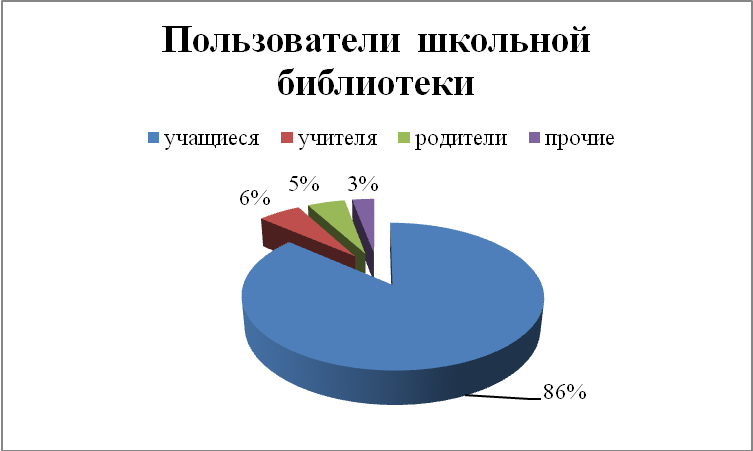 Пользователи школьной
библиотеки
учащиеся учителя родители прочие
6% 5% 3%
86%